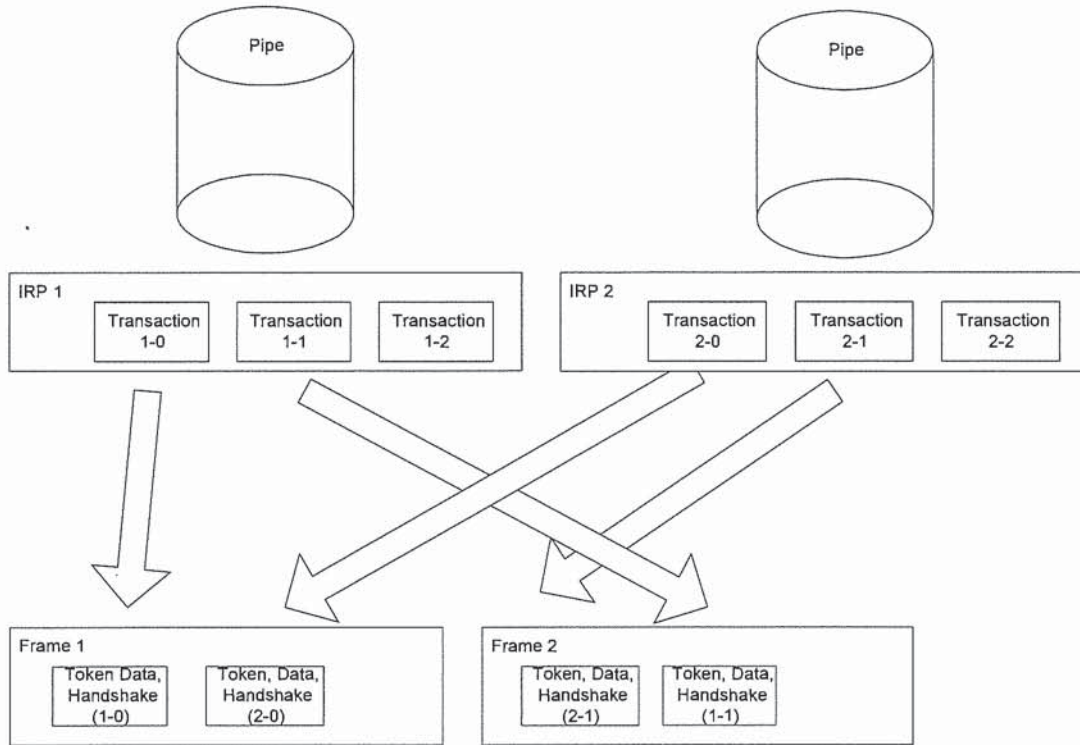 Pipe
Pipe
IRP 1
Transaction
1-0
Transaction
1-1
Transaction
1-2
IRP 2
Transaction
2-0
Transaction
2-1
Transaction
2-2
Frame 1
Token Data,
Handshake
(1-0)
Token, Data,
Handshake
(2-0)
Frame 2
Token, Data,
Handshake
(2-1)
Token, Data,
Handshake
(1-1)